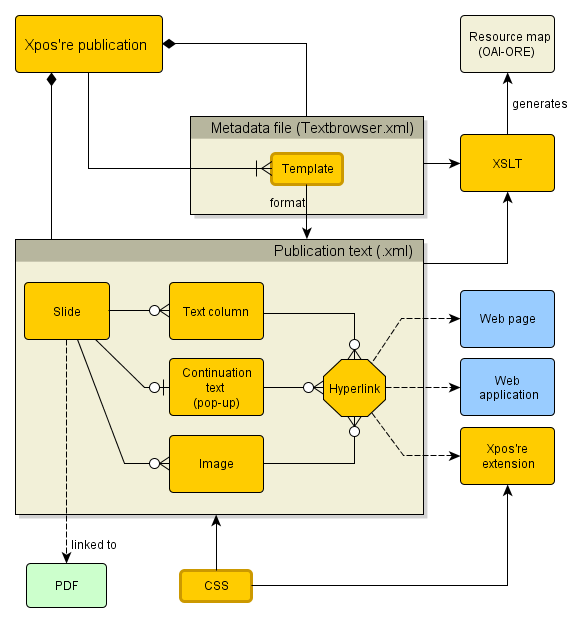 Xpos're publication
Resource map
(OAI-ORE)
generates
Metadata file (Textbrowser.xml)
Template
XSLT
format
Publication text (.xml)
Slide
Text column
Web page
Continuation
text
(pop-up)
Hyperlink
Web
application
Image
Xpos're
extension
linked to
PDF
CSS